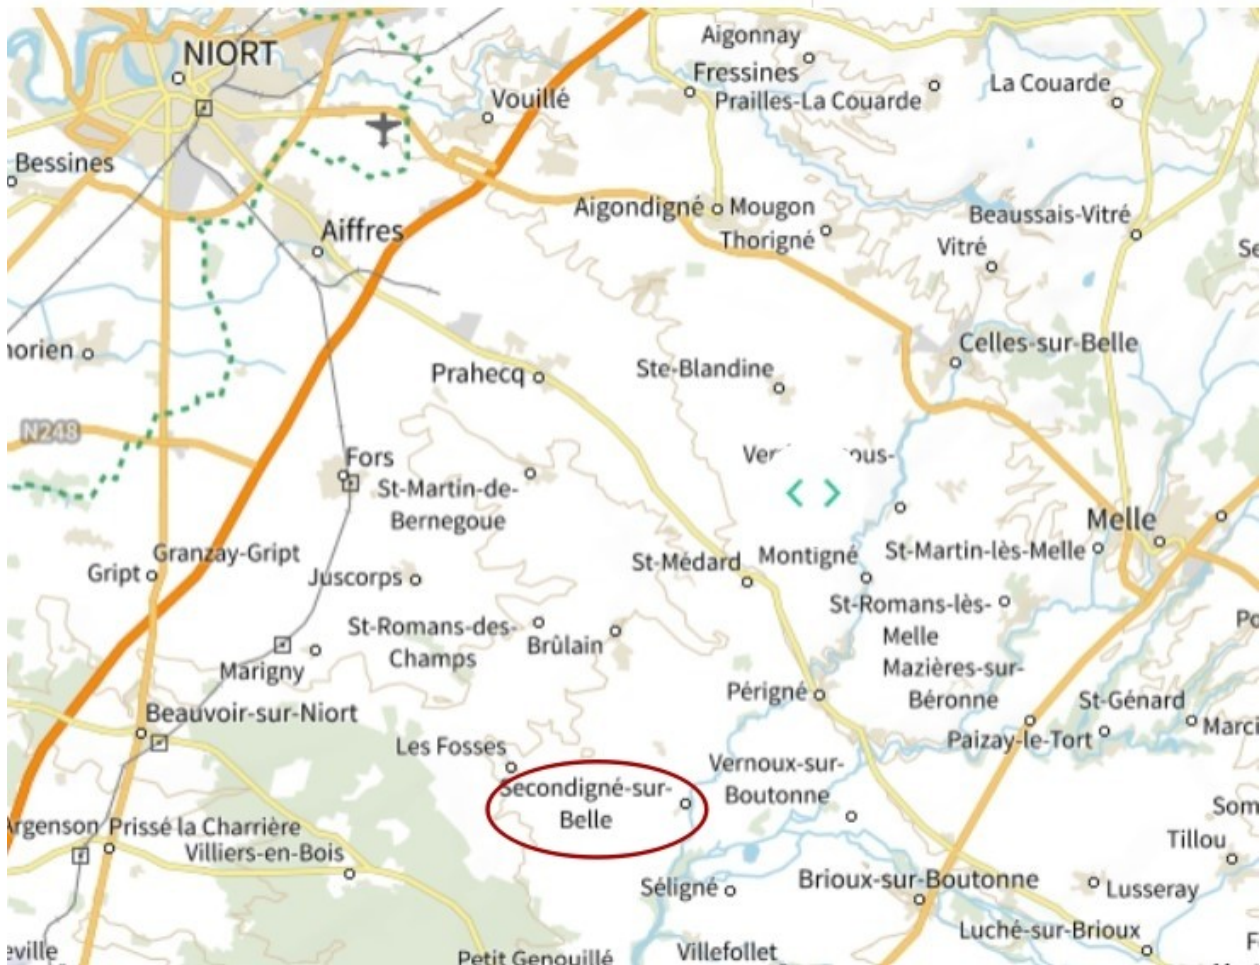 Aigonnay
NIORT
Fressines
La Couarde
Vouillé
Prailles-La Couarde
Bessines
Aigondigné
Mougon
Beaussais-Vitré
Aiffres
Thorigné
Vitré
Celles-sur-Belle
Prahecq
Ste-Blandine
N248
Fors
St-Martin-de-
Bernegoue
Melle
Granzay-Gript
Gript
Juscorps
St-Médard
Montigné
St-Martin-lès-Melle
St-Romans-lès-
Melle
St-Romans-des-
Champs
Brûlain
Marigny
Mazières-sur-
Béronne
Périgné
St-Génard
Beauvoir-sur-Niort
Paizay-le-Tort
Les Fosses
Vernoux-sur-
Boutonne
Secondigné-sur-
Belle
Argenson
Prissé la Charrière
Villiers-en-Bois
Tillou
Séligné
Brioux-sur-Boutonne
Lusseray
Luché-sur-Brioux
Villefollet
Petit Genouillé